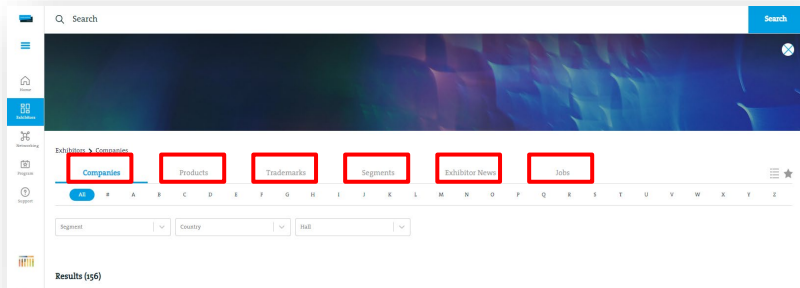 Search
Search
Home
Exhibitors
Networking
Program
Support
Exhibitors > Companies
Companies Products Trademarks Segments Exhibitor News Jobs
All # A B C D E F G H I J K L M N O P Q R S T U V W X Y Z
Segment Country Hall
Results (156)